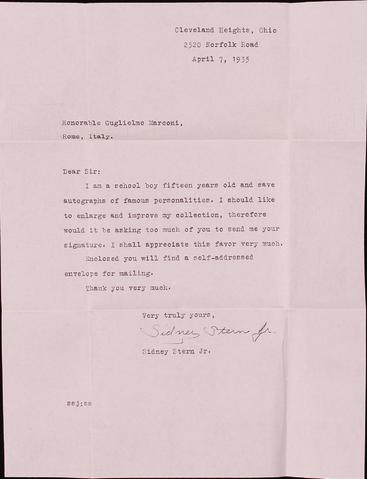 Cleveland Heights, Ohio
2520 Norfolk Road
April 7, 1935
Honorable Guglielmo Marconi,
Rome, Italy.
Dear Sir:
I am a school boy fifteen years old and save
autographs of famous personalities. I should like
to enlarge and improve my collection, therefore
would it be asking too much of you to send me your
signature. I shall appreciate this favor very much.
Enclosed you will find a self-addressed
envelope for mailing.
Thank you very much.
Very truly yours,
Sidney Stern Jr.
Sidney Stern Jr.
ssj:ss